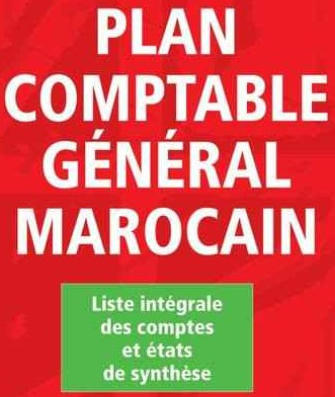 PLAN
COMPTABLE
GÉNÉRAL
MAROCAIN
Liste intégrale
des comptes
et états
de synthèse